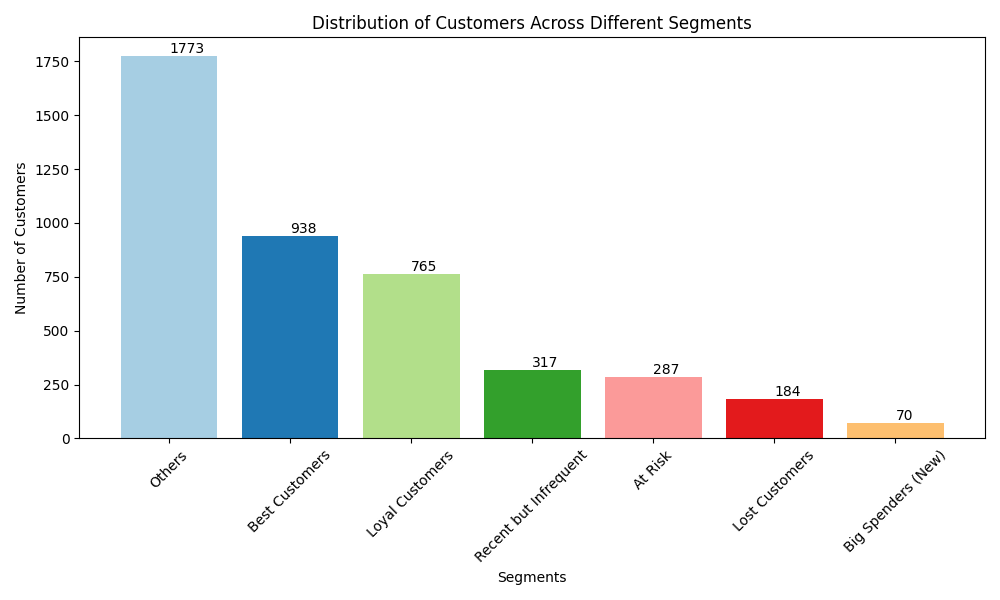 Distribution of Customers Across Different Segments
Number of Customers
1750
1500
1250
1000
750
500
250
0
1773
938
765
317
287
184
70
Others
Best Customers
Loyal Customers
Recent but Infrequent
At Risk
Lost Customers
Big Spenders (New)
Segments